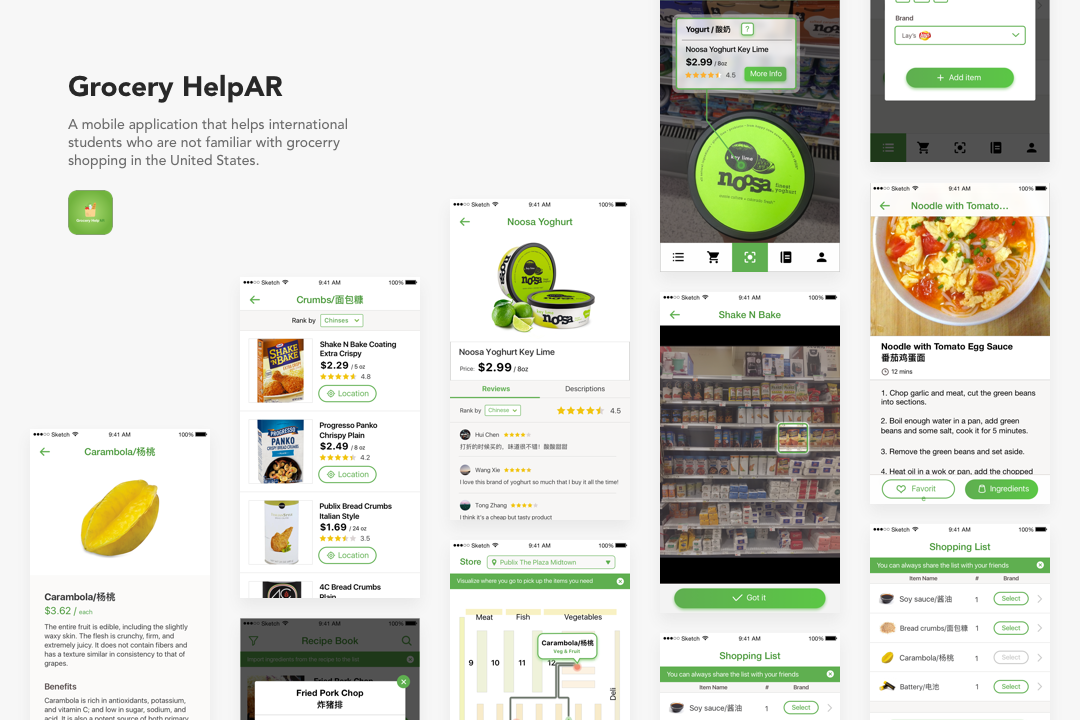 Grocery HelpAR
A mobile application that helps international
students who are not familiar with grocerry
shopping in the United States.
Sketch 9:41 AM 100%
Carambola/杨桃
Carambola/杨桃
$3.62 / each
The entire fruit is edible, including the slightly
waxy skin. The flesh is crunchy, firm, and
extremely juicy. It does not contain fibers and
has a texture similar in consistency to that of
grapes.
Benefits
Carambola is rich in antioxidants, potassium,
and vitamin C; and low in sugar, sodium, and
acid. It is also a potent source of both primary
Sketch 9:41 AM 100%
Crumbs/面包糠
Rank by Chinses
SHAKE 'N BAKE
Shake N Bake Coating
Extra Crispy
$2.29 / 5 oz
4.8
Location
PROGRESSO
PANKO
Progresso Panko
Chrispy Plain
$2.49 / 8 oz
4.2
Location
Publix Bread Crumbs
Italian Style
$1.69 / 24 oz
3.5
Location
4C Bread Crumbs
Plain
Sketch 9:41 AM 100%
Recipe Book
Import ingredients from the recipe to the list
Fried Pork Chop
炸猪排
Sketch 9:41 AM 100%
Noosa Yoghurt
noosa
noosa
Noosa Yoghurt Key Lime
Price: $2.99 / 8oz
Reviews Descriptions
Rank by Chinese 4.5
Hui Chen
打折的时候买的，味道很不错！酸酸甜甜
Wang Xie
I love this brand of yoghurt so much that I buy it all the time!
Tong Zhang
I think it's a cheap but tasty product
Sketch 9:41 AM 100%
Store Publix The Plaza Midtown
Visualize where you go to pick up the items you need
Meat Fish Vegetables
Carambola/杨桃
Veg & Fruit
9 10 11 12
Deli
Yogurt / 酸奶 ?
Noosa Yoghurt Key Lime
$2.99 / 8oz
4.5 More Info
key lime
noosa
finest yoghurt
Sketch 9:41 AM 100%
Shake N Bake
Got it
Sketch 9:41 AM 100%
Shopping List
You can always share the list with your friends
Item Name # Brand
Soy sauce/酱油 1 Select
Brand
Lay's
Add item
Sketch 9:41 AM 100%
Noodle with Tomato...
Noodle with Tomato Egg Sauce
番茄鸡蛋面
12 mins
1. Chop garlic and meat, cut the green beans
into sections.
2. Boil enough water in a pan, add green
beans and some salt, cook it for 5 minutes.
3. Remove the green beans and set aside.
4. Heat oil in a wok or pan, add the chopped
Favorit
e
Ingredients
Sketch 9:41 AM 100%
Shopping List
You can always share the list with your friends
Item Name # Brand
Soy sauce/酱油 1 Select
Bread crumbs/面包糠 1 Select
Carambola/杨桃 1 Select
Battery/电池 1 Select